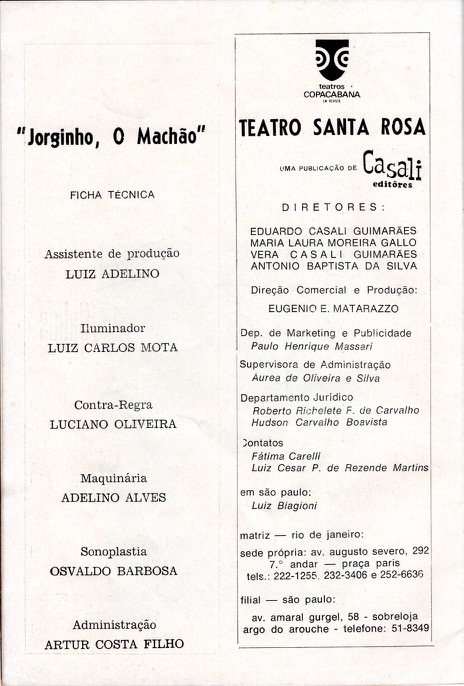 "Jorginho, O Machão"
FICHA TÉCNICA
Assistente de produção
LUIZ ADELINO
Iluminador
LUIZ CARLOS MOTA
Contra-Regra
LUCIANO OLIVEIRA
Maquinária
ADELINO ALVES
Sonoplastia
OSVALDO BARBOSA
Administração
ARTUR COSTA FILHO
teatros
COPACABANA
EM REVISTA
TEATRO SANTA ROSA
UMA PUBLICAÇÃO DE Casali
editôres
DIRETORES:
EDUARDO CASALI GUIMARÃES
MARIA LAURA MOREIRA GALLO
VERA CASALI GUIMARÃES
ANTONIO BAPTISTA DA SILVA
Direção Comercial e Produção:
EUGENIO E. MATARAZZO
Dep. de Marketing e Publicidade
Paulo Henrique Massari
Supervisora de Administração
Áurea de Oliveira e Silva
Departamento Jurídico
Roberto Richelete F. de Carvalho
Hudson Carvalho Boavista
Contatos
Fátima Carelli
Luiz Cesar P. de Rezende Martins
em são paulo:
Luiz Biagioni
matriz — rio de janeiro:
sede própria: av. augusto severo, 292
7.º andar — praça paris
tels.: 222-1255, 232-3406 e 252-6636
filial — são paulo:
av. amaral gurgel, 58 - sobreloja
argo do arouche - telefone: 51-8349